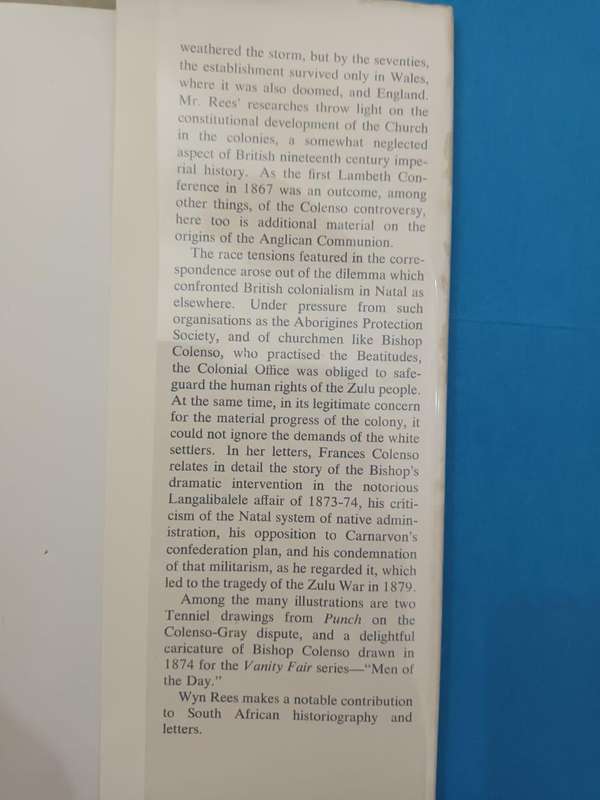 weathered the storm, but by the seventies,
the establishment survived only in Wales,
where it was also doomed, and England.
Mr. Rees' researches throw light on the
constitutional development of the Church
in the colonies, a somewhat neglected
aspect of British nineteenth century impe-
rial history. As the first Lambeth Con-
ference in 1867 was an outcome, among
other things, of the Colenso controversy,
here too is additional material on the
origins of the Anglican Communion.
The race tensions featured in the corre-
spondence arose out of the dilemma which
confronted British colonialism in Natal as
elsewhere. Under pressure from such
organisations as the Aborigines Protection
Society, and of churchmen like Bishop
Colenso, who practised the Beatitudes,
the Colonial Office was obliged to safe-
guard the human rights of the Zulu people.
At the same time, in its legitimate concern
for the material progress of the colony, it
could not ignore the demands of the white
settlers. In her letters, Frances Colenso
relates in detail the story of the Bishop's
dramatic intervention in the notorious
Langalibalele affair of 1873-74, his criti-
cism of the Natal system of native admin-
istration, his opposition to Carnarvon's
confederation plan, and his condemnation
of that militarism, as he regarded it, which
led to the tragedy of the Zulu War in 1879.
Among the many illustrations are two
Tenniel drawings from Punch on the
Colenso-Gray dispute, and a delightful
caricature of Bishop Colenso drawn in
1874 for the Vanity Fair series—"Men of
the Day."
Wyn Rees makes a notable contribution
to South African historiography and
letters.